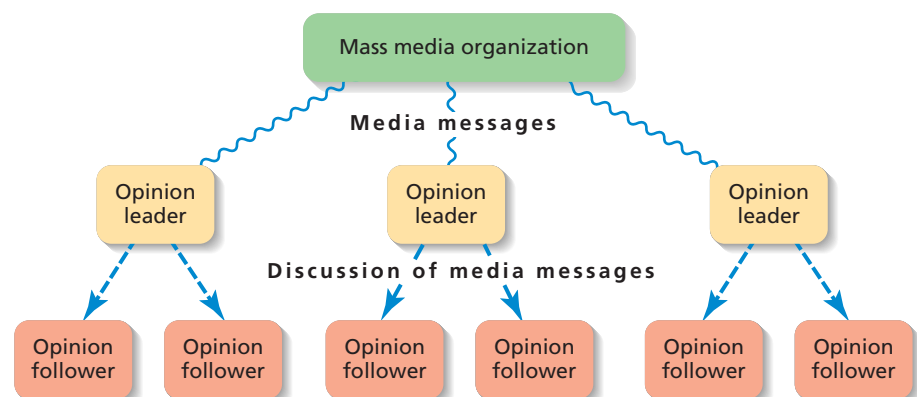 Mass media organization
Media messages
Opinion
leader
Opinion
leader
Opinion
leader
Discussion of media messages
Opinion
follower
Opinion
follower
Opinion
follower
Opinion
follower
Opinion
follower
Opinion
follower